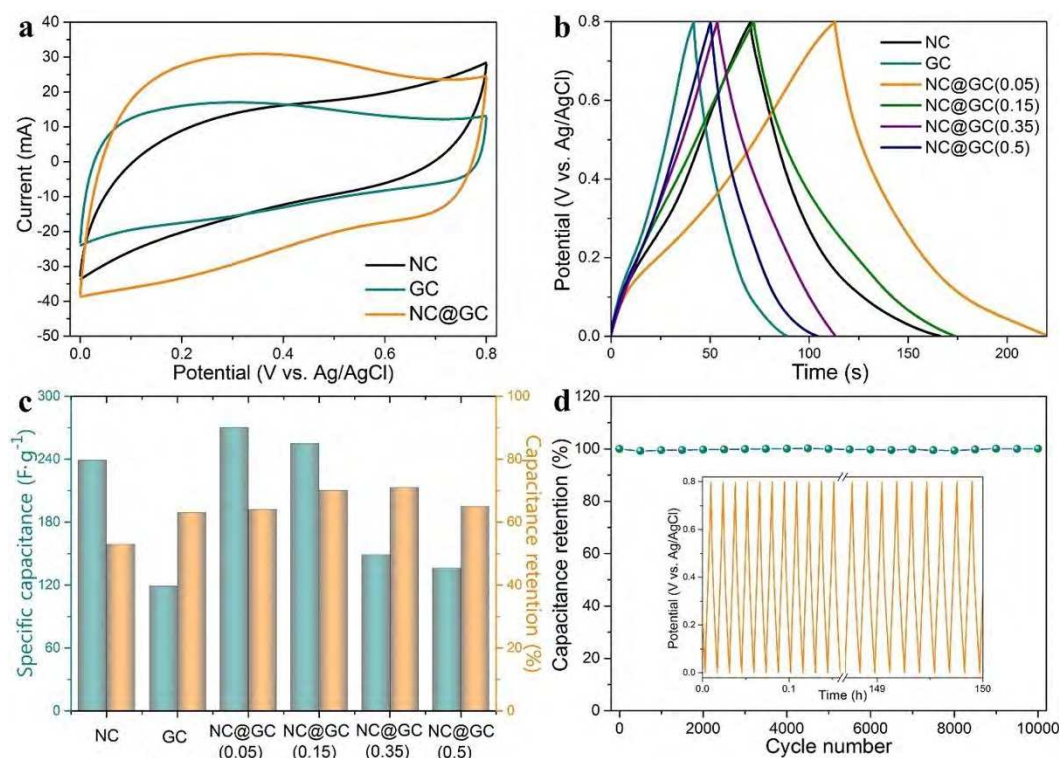 a
40
30
20
10
0
-10
-20
-30
-40
-50
Current (mA)
NC
GC
NC@GC
0.0 0.2 0.4 0.6 0.8
Potential (V vs. Ag/AgCl)
b
0.8
0.6
0.4
0.2
0.0
Potential (V vs. Ag/AgCl)
NC
GC
NC@GC(0.05)
NC@GC(0.15)
NC@GC(0.35)
NC@GC(0.5)
0 50 100 150 200
Time (s)
c
300
240
180
120
60
0
Specific capacitance (F·g-1)
100
80
60
40
20
0
Capacitance retention (%)
NC GC NC@GC NC@GC NC@GC NC@GC
(0.05) (0.15) (0.35) (0.5)
d
120
100
80
60
40
20
0
Capacitance retention (%)
0.8
0.6
0.4
0.2
0.0
Potential (V vs. Ag/AgCl)
0.0 0.1 149 150
Time (h)
0 2000 4000 6000 8000 10000
Cycle number